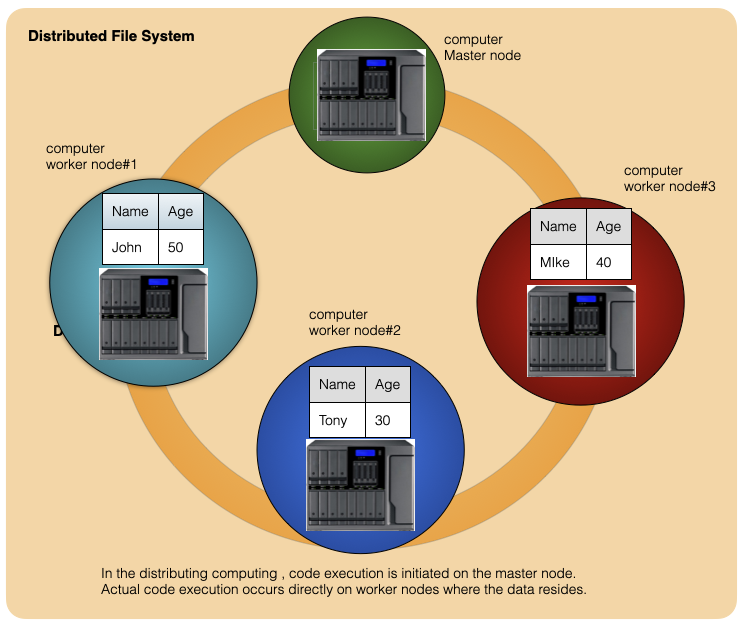 Distributed File System
computer
Master node
computer
worker node#1
Name Age
John 50
computer
worker node#3
Name Age
MIke 40
D
computer
worker node#2
Name Age
Tony 30
In the distributing computing , code execution is initiated on the master node.
Actual code execution occurs directly on worker nodes where the data resides.